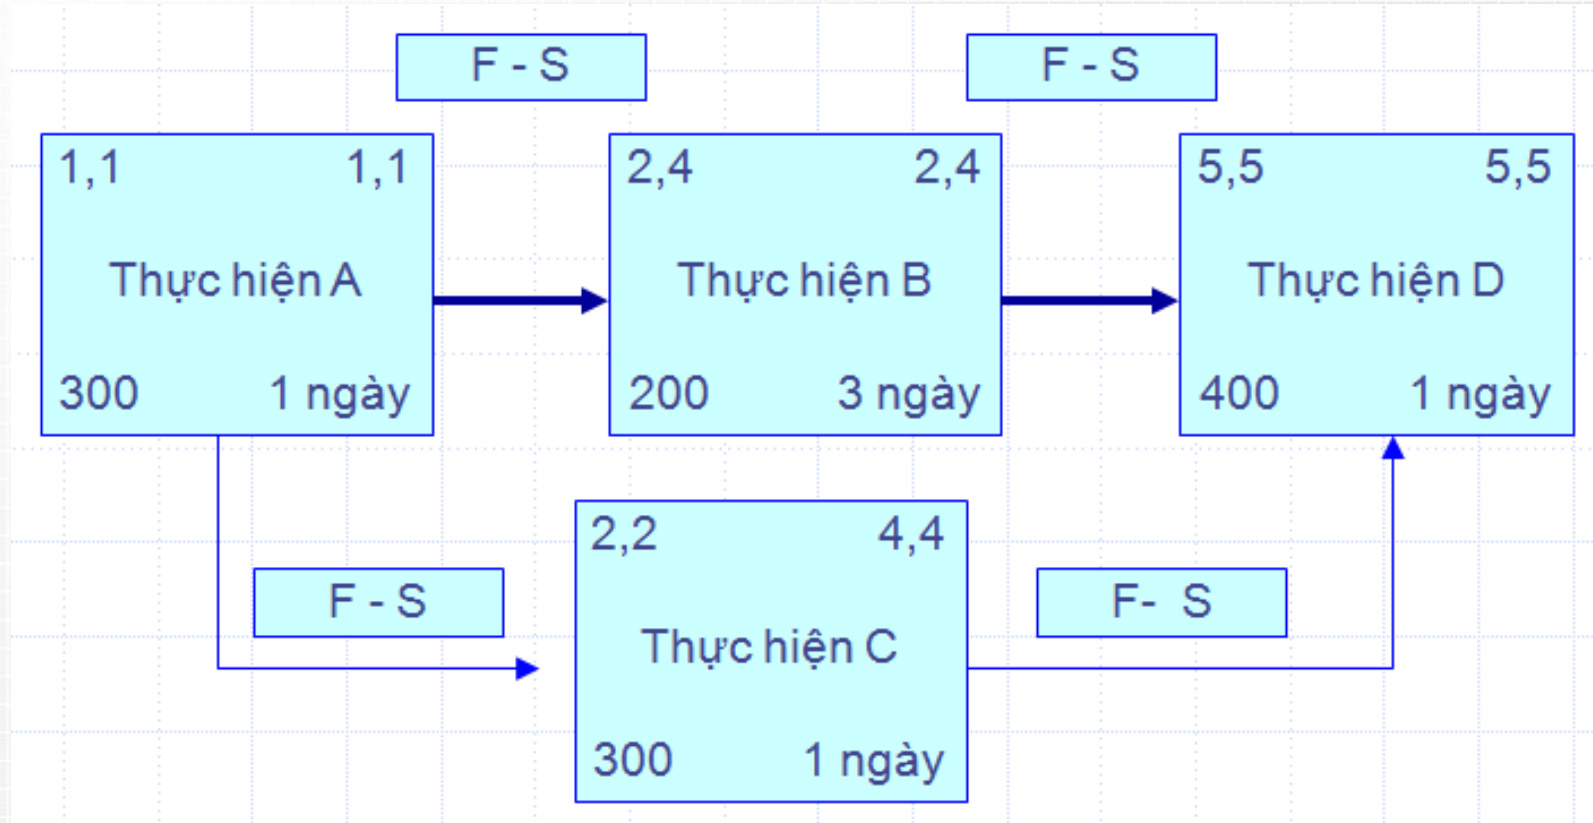 F - S
F - S
1,1 1,1
Thực hiện A
300 1 ngày
2,4 2,4
Thực hiện B
200 3 ngày
5,5 5,5
Thực hiện D
400 1 ngày
F - S
2,2 4,4
Thực hiện C
300 1 ngày
F- S